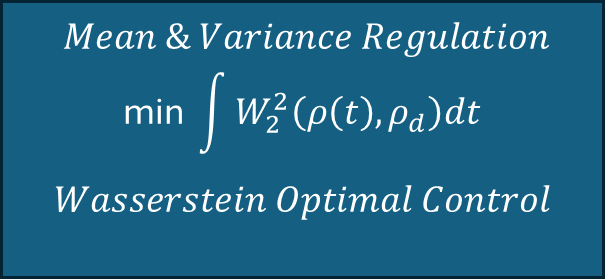 Mean & Variance Regulation
min ∫ W₂²(ρ(t), ρ_d)dt
Wasserstein Optimal Control